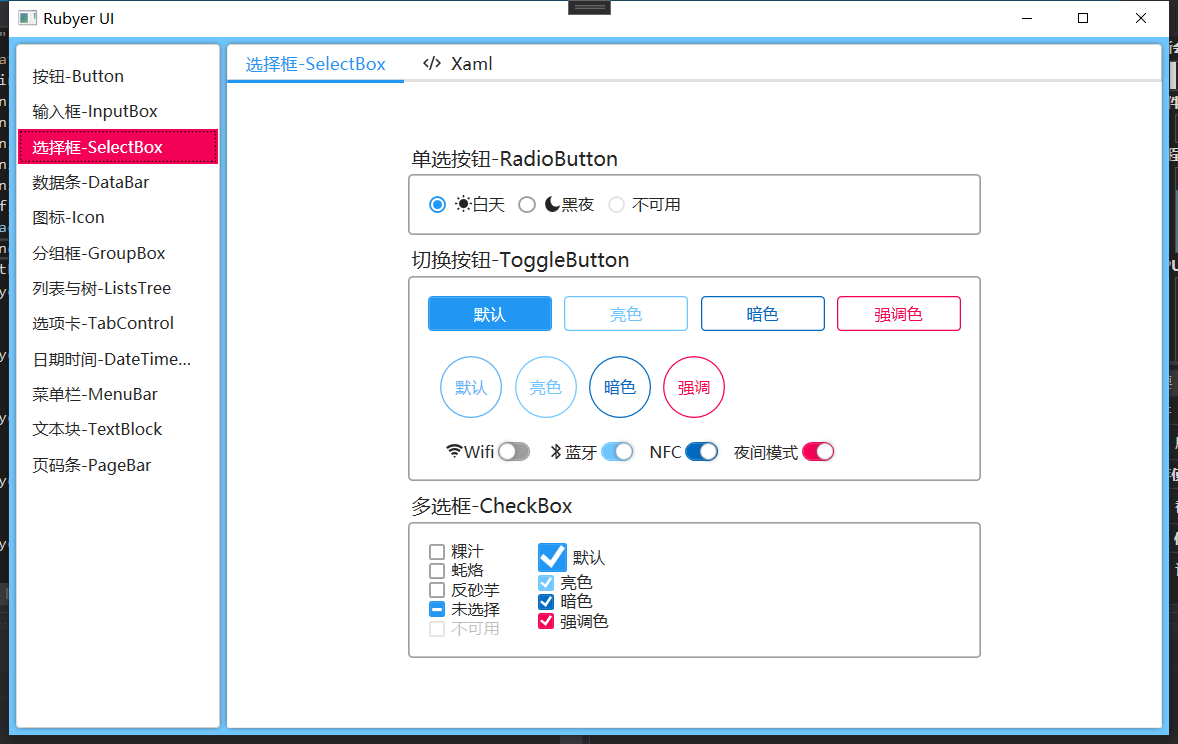 Rubyer UI
按钮-Button
输入框-InputBox
选择框-SelectBox
数据条-DataBar
图标-Icon
分组框-GroupBox
列表与树-ListsTree
选项卡-TabControl
日期时间-DateTime...
菜单栏-MenuBar
文本块-TextBlock
页码条-PageBar
选择框-SelectBox </> Xaml
单选按钮-RadioButton
白天 黑夜 不可用
切换按钮-ToggleButton
默认 亮色 暗色 强调色
默认 亮色 暗色 强调
Wifi 蓝牙 NFC 夜间模式
多选框-CheckBox
粿汁
蚝烙
反砂芋
未选择
不可用
默认
亮色
暗色
强调色